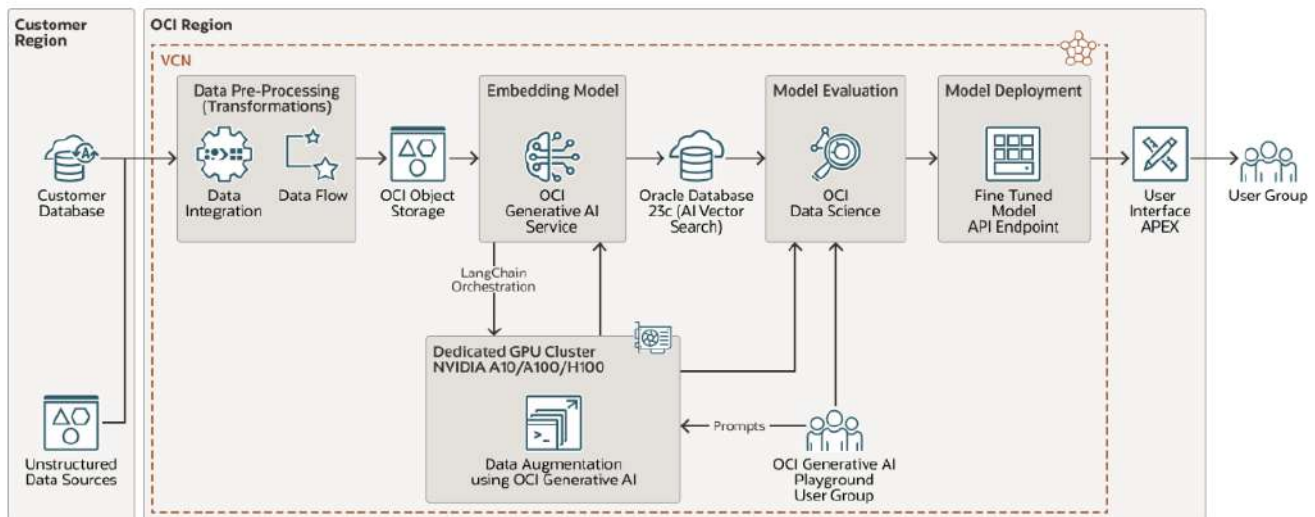 Customer
Region
OCI Region
VCN
Data Pre-Processing
(Transformations)
Embedding Model
Model Evaluation
Model Deployment
Customer
Database
Data
Integration
Data Flow
OCI Object
Storage
OCI
Generative AI
Service
Oracle Database
23c (AI Vector
Search)
OCI
Data Science
Fine Tuned
Model
API Endpoint
User
Interface
APEX
User Group
LangChain
Orchestration
Dedicated GPU Cluster
NVIDIA A10/A100/H100
Unstructured
Data Sources
Data Augmentation
using OCI Generative AI
Prompts
OCI Generative AI
Playground
User Group